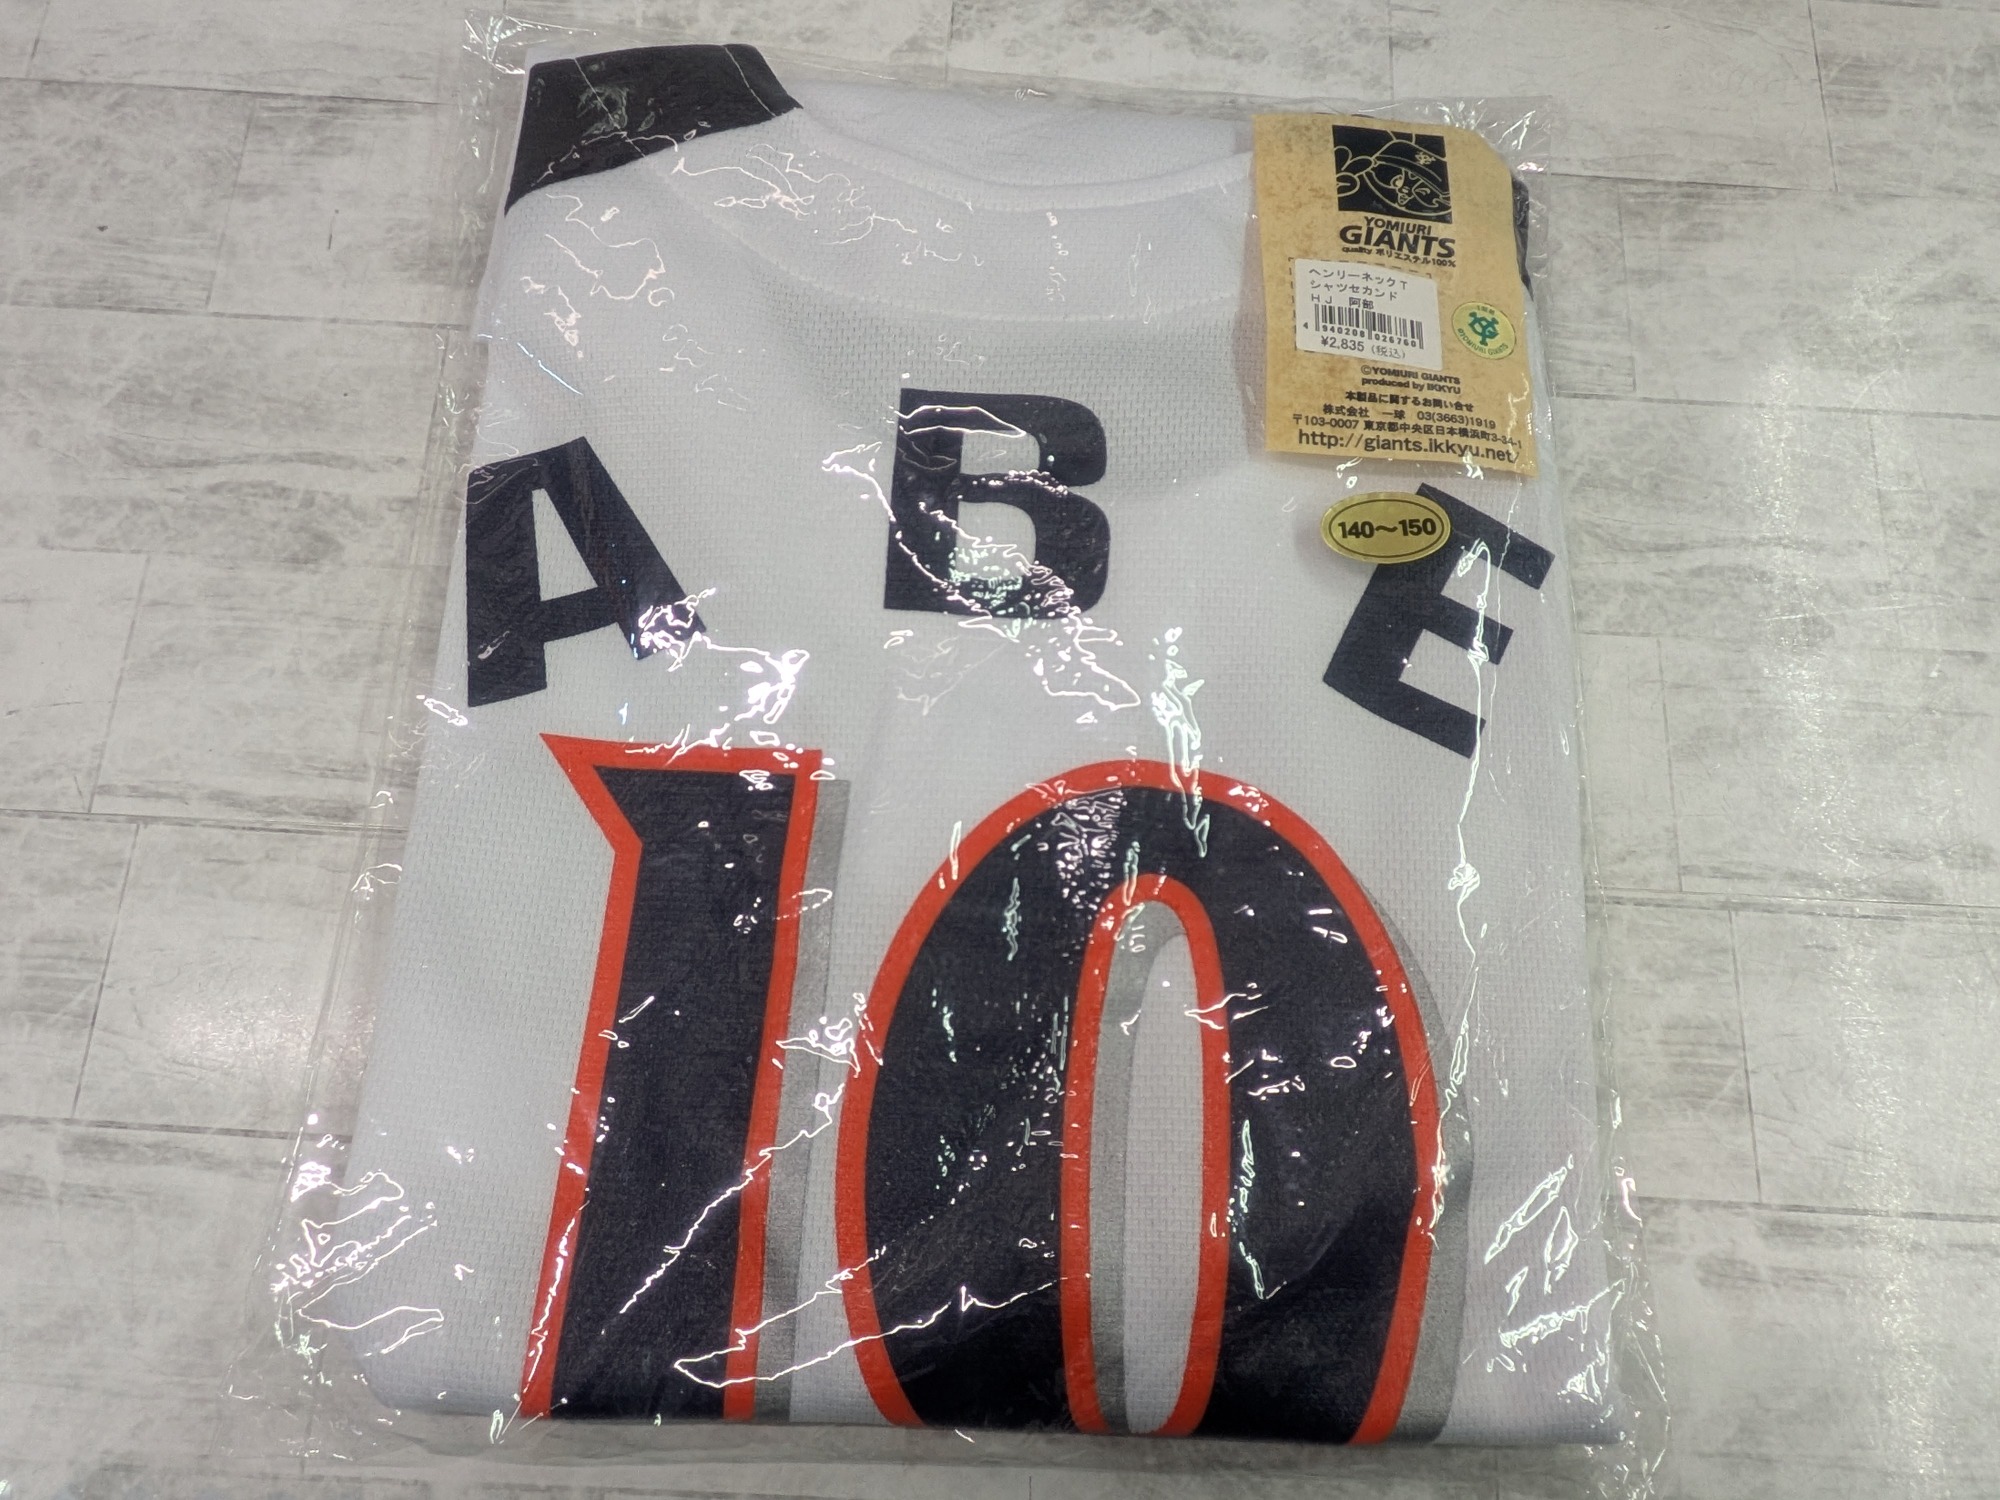 YOMIURI
GIANTS
quality ポリエステル100%
ヘンリーネックT
シャツセカンド
HJ 阿部
4 940208 026760
¥2,835 (税込)
©YOMIURI GIANTS
produced by IKKYU
本製品に関するお問い合せ
株式会社 一球 03(3663)1919
〒103-0007 東京都中央区日本橋浜町3-34-1
http://giants.ikkyu.net/
140〜150
ABE
10